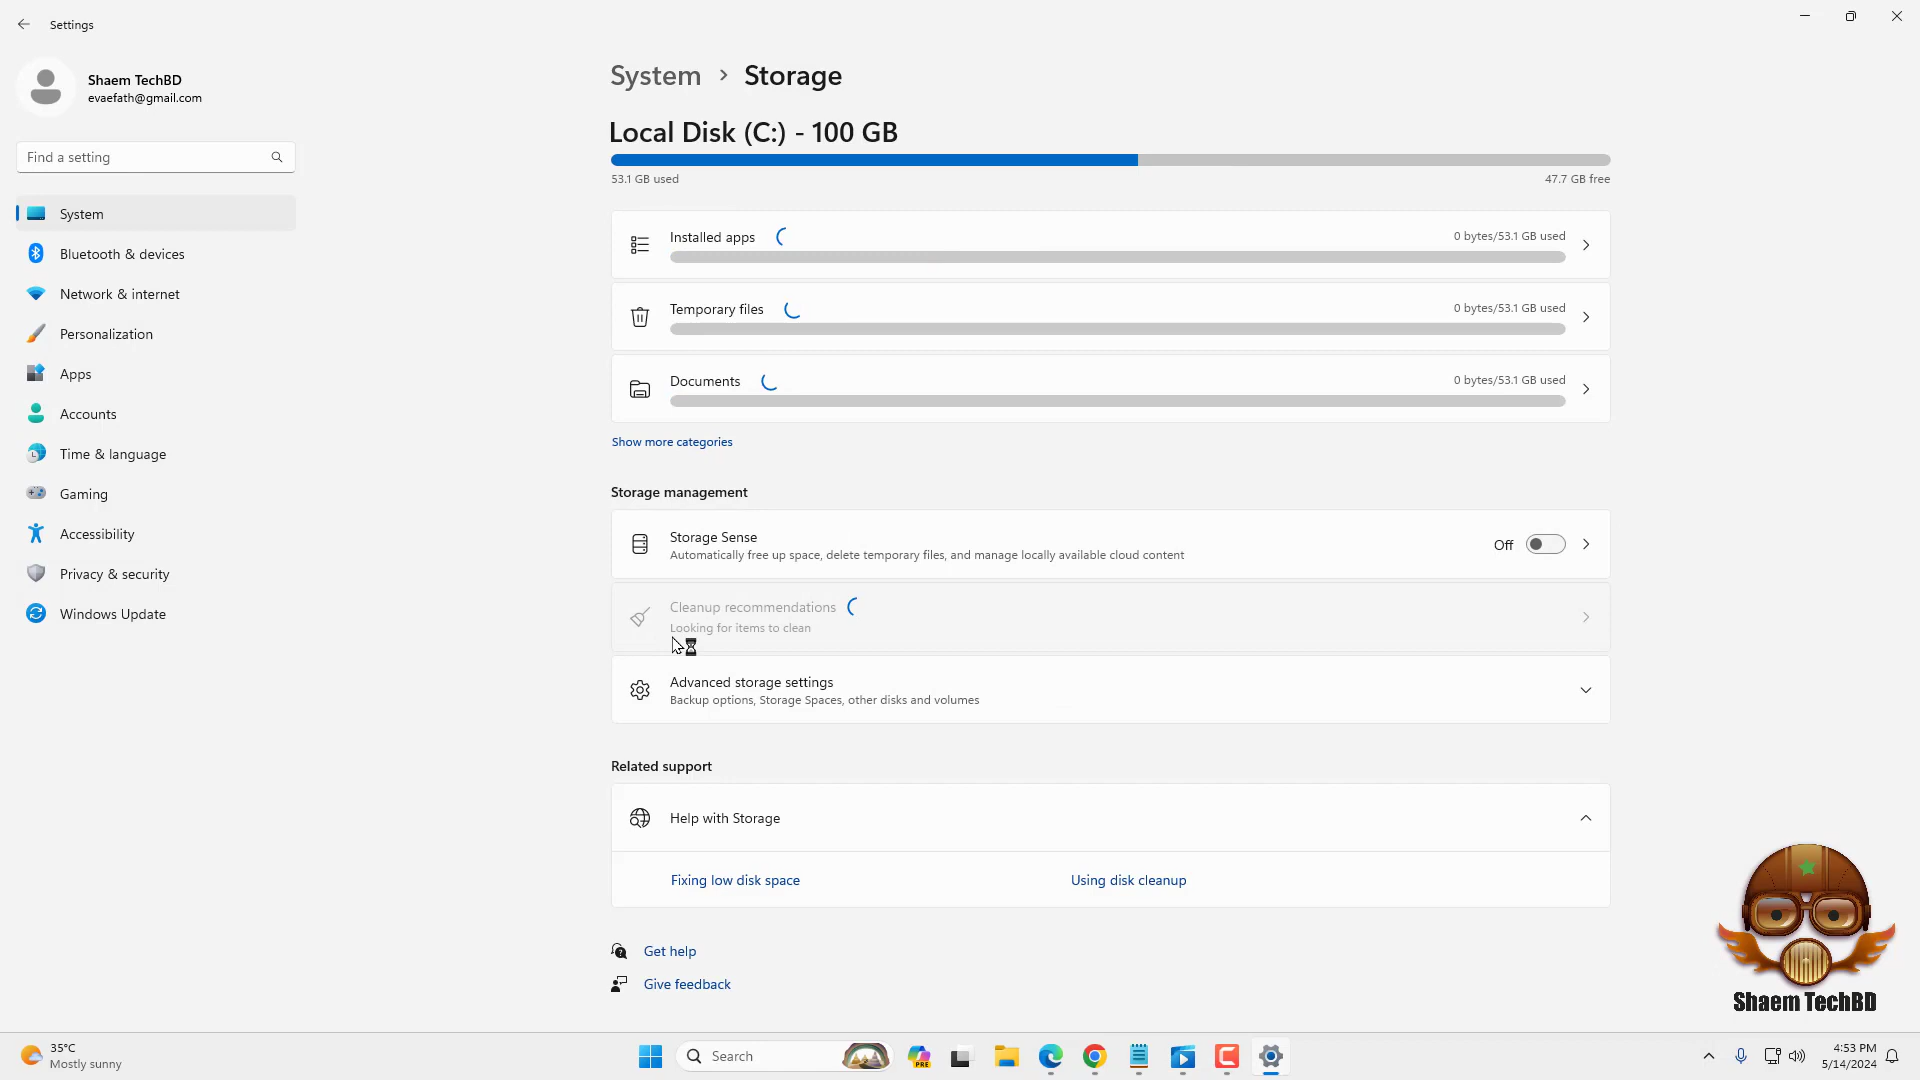 Settings
Shaem TechBD
evaefath@gmail.com
Find a setting
System
Bluetooth & devices
Network & internet
Personalization
Apps
Accounts
Time & language
Gaming
Accessibility
Privacy & security
Windows Update
System > Storage
Local Disk (C:) - 100 GB
53.1 GB used 47.7 GB free
Installed apps 0 bytes/53.1 GB used
Temporary files 0 bytes/53.1 GB used
Documents 0 bytes/53.1 GB used
Show more categories
Storage management
Storage Sense Off
Automatically free up space, delete temporary files, and manage locally available cloud content
Cleanup recommendations
Looking for items to clean
Advanced storage settings
Backup options, Storage Spaces, other disks and volumes
Related support
Help with Storage
Fixing low disk space Using disk cleanup
Get help
Give feedback
Shaem TechBD
35°C
Mostly sunny
Search
PRE
4:53 PM
5/14/2024